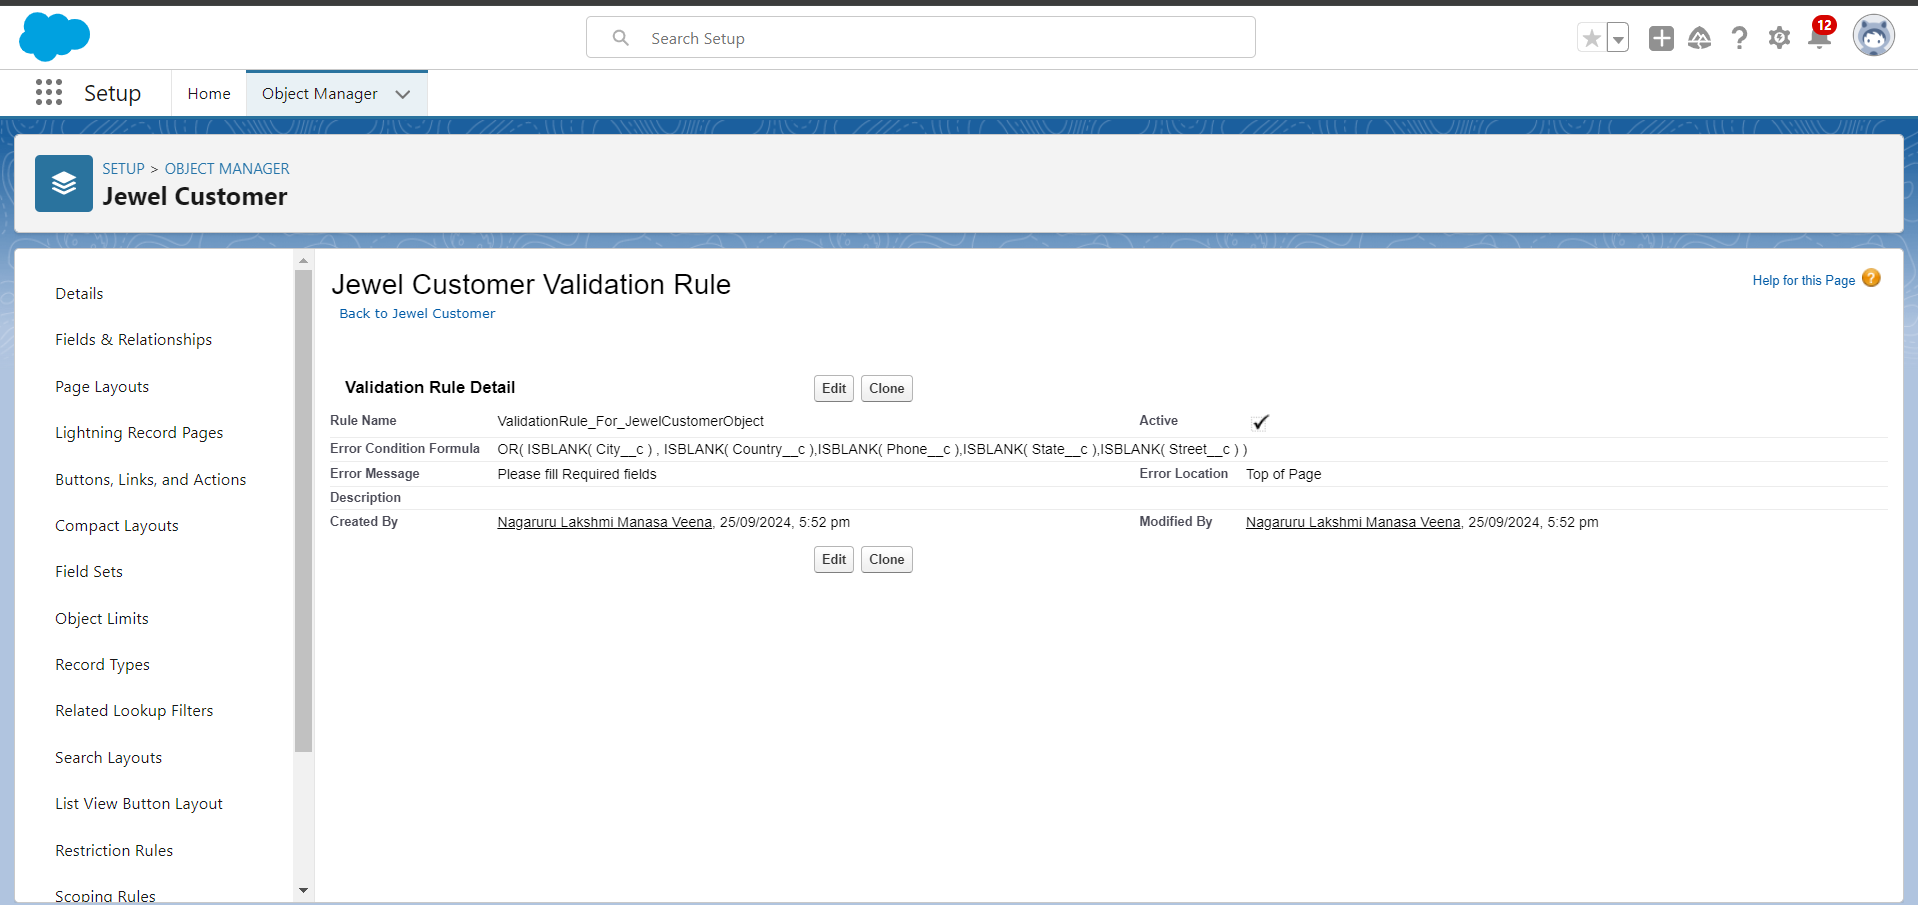 Search Setup
12
Setup
Home
Object Manager
SETUP > OBJECT MANAGER
Jewel Customer
Details
Fields & Relationships
Page Layouts
Lightning Record Pages
Buttons, Links, and Actions
Compact Layouts
Field Sets
Object Limits
Record Types
Related Lookup Filters
Search Layouts
List View Button Layout
Restriction Rules
Scoping Rules
Jewel Customer Validation Rule
Back to Jewel Customer
Help for this Page ?
Validation Rule Detail
Edit Clone
Rule Name ValidationRule_For_JewelCustomerObject Active
Error Condition Formula OR( ISBLANK( City__c ) , ISBLANK( Country__c ),ISBLANK( Phone__c ),ISBLANK( State__c ),ISBLANK( Street__c ) )
Error Message Please fill Required fields Error Location Top of Page
Description
Created By Nagaruru Lakshmi Manasa Veena, 25/09/2024, 5:52 pm Modified By Nagaruru Lakshmi Manasa Veena, 25/09/2024, 5:52 pm
Edit Clone